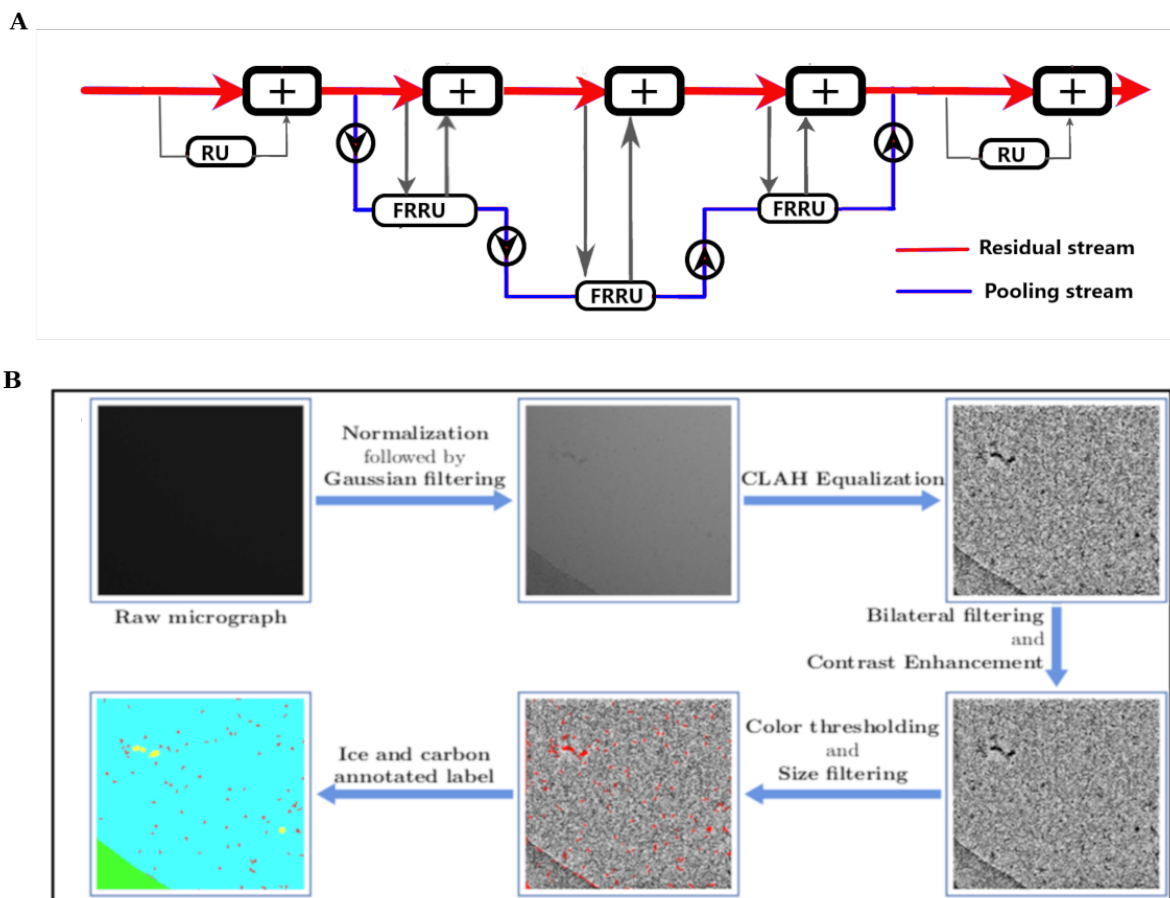 A
+
+
+
+
+
RU
RU
FRRU
FRRU
FRRU
Residual stream
Pooling stream
B
Normalization
followed by
Gaussian filtering
CLAH Equalization
Raw micrograph
Bilateral filtering
and
Contrast Enhancement
Ice and carbon
annotated label
Color thresholding
and
Size filtering